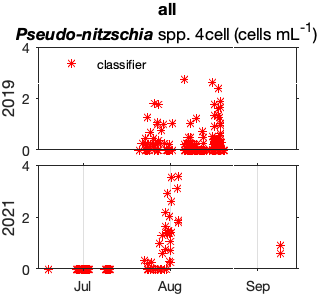 all
Pseudo-nitzschia spp. 4cell (cells mL-1)
4
classifier
2019
2
0
4
2021
2
0
Jul Aug Sep